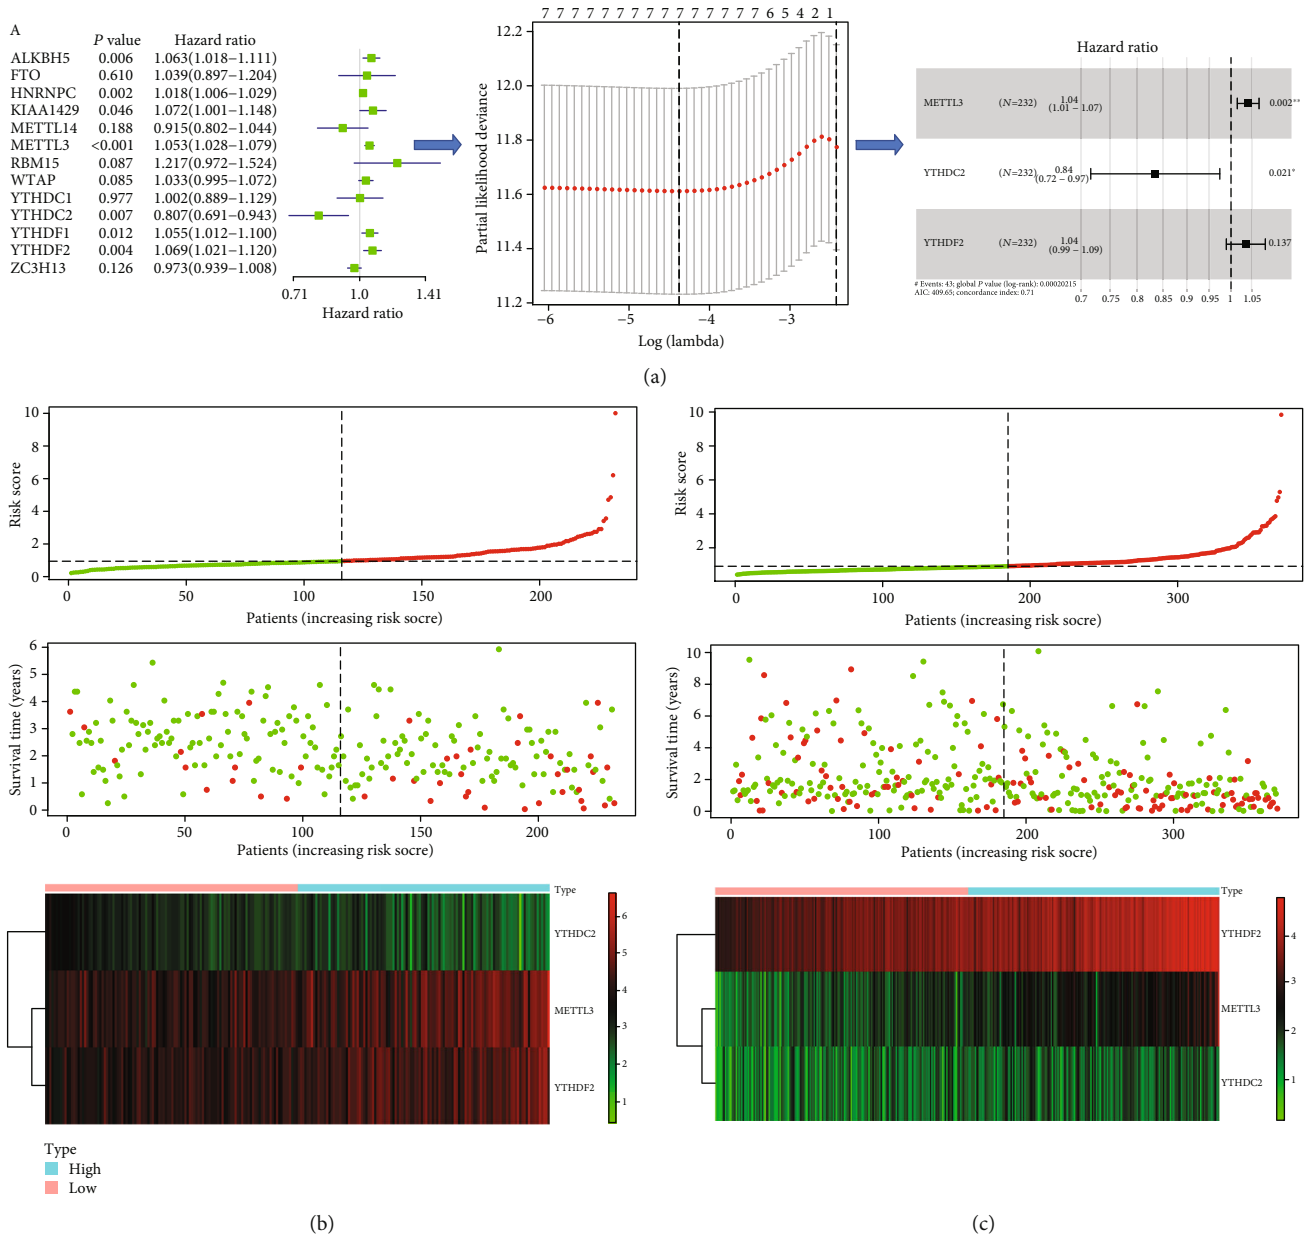 A
P value Hazard ratio
ALKBH5 0.006 1.063(1.018−1.111)
FTO 0.610 1.039(0.897−1.204)
HNRNPC 0.002 1.018(1.006−1.029)
KIAA1429 0.046 1.072(1.001−1.148)
METTL14 0.188 0.915(0.802−1.044)
METTL3 <0.001 1.053(1.028−1.079)
RBM15 0.087 1.217(0.972−1.524)
WTAP 0.085 1.033(0.995−1.072)
YTHDC1 0.977 1.002(0.889−1.129)
YTHDC2 0.007 0.807(0.691−0.943)
YTHDF1 0.012 1.055(1.012−1.100)
YTHDF2 0.004 1.069(1.021−1.120)
ZC3H13 0.126 0.973(0.939−1.008)
0.71 1.0 1.41
Hazard ratio
7 7 7 7 7 7 7 7 7 7 7 7 7 7 7 6 5 4 2 1
Partial likelihood deviance
12.2
12.0
11.8
11.6
11.4
11.2
−6 −5 −4 −3
Log (lambda)
Hazard ratio
METTL3 (N=232) 1.04 (1.01 − 1.07) 0.002**
YTHDC2 (N=232) 0.84 (0.72 − 0.97) 0.021*
YTHDF2 (N=232) 1.04 (0.99 − 1.09) 0.137
# Events: 43; global P value (log-rank): 0.00020215
AIC: 409.65; concordance index: 0.71
0.7 0.75 0.8 0.85 0.9 0.95 1 1.05
(a)
Risk score
10
8
6
4
2
0
0 50 100 150 200
Patients (increasing risk socre)
Survival time (years)
6
5
4
3
2
1
0
0 50 100 150 200
Patients (increasing risk socre)
Type
YTHDC2
METTL3
YTHDF2
6
5
4
3
2
1
Type
High
Low
(b)
Risk score
10
8
6
4
2
0 100 200 300
Patients (increasing risk socre)
Survival time (years)
10
8
6
4
2
0
0 100 200 300
Patients (increasing risk socre)
Type
YTHDF2
METTL3
YTHDC2
4
3
2
1
(c)